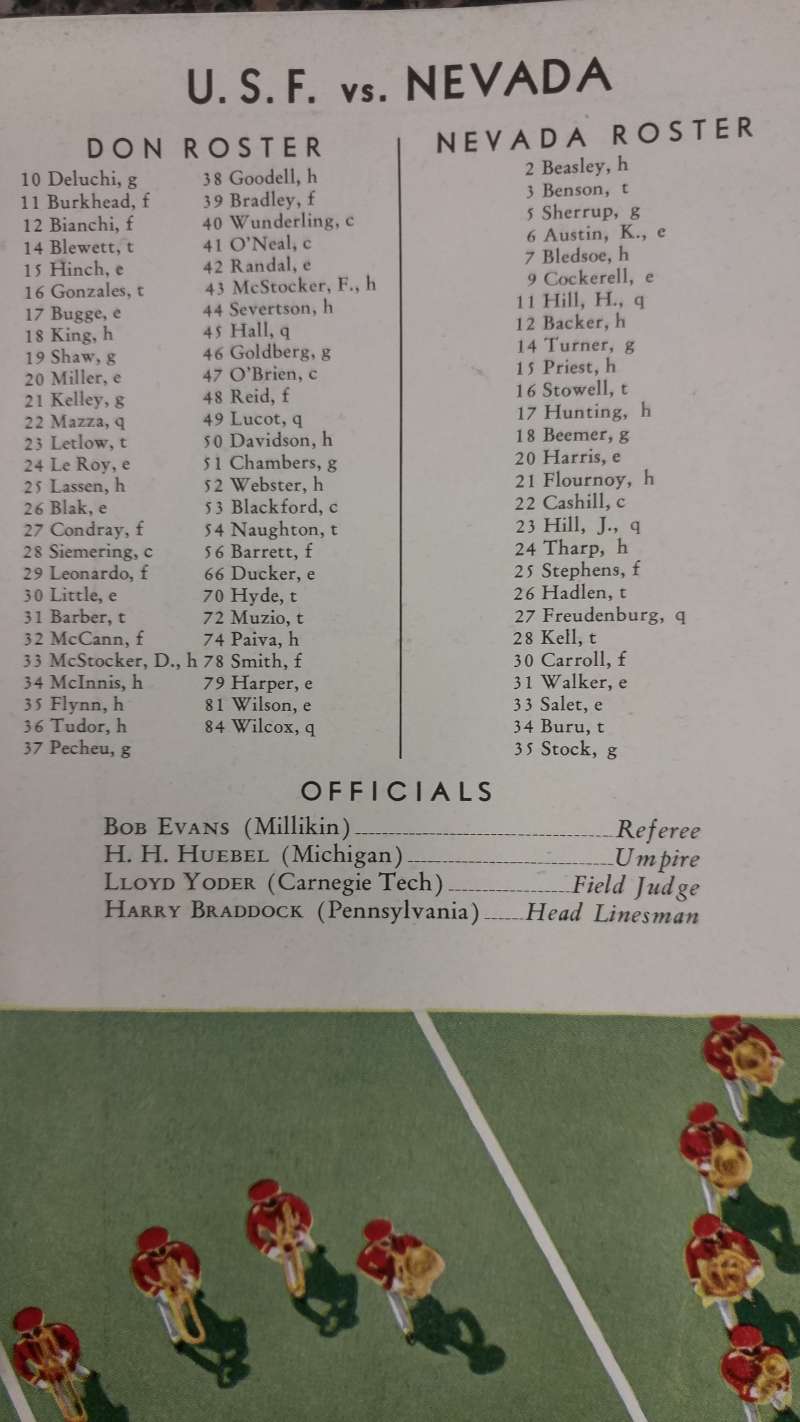 U. S. F. vs. NEVADA
DON ROSTER
10 Deluchi, g
11 Burkhead, f
12 Bianchi, f
14 Blewett, t
15 Hinch, e
16 Gonzales, t
17 Bugge, e
18 King, h
19 Shaw, g
20 Miller, e
21 Kelley, g
22 Mazza, q
23 Letlow, t
24 Le Roy, e
25 Lassen, h
26 Blak, e
27 Condray, f
28 Siemering, c
29 Leonardo, f
30 Little, e
31 Barber, t
32 McCann, f
33 McStocker, D., h
34 McInnis, h
35 Flynn, h
36 Tudor, h
37 Pecheu, g
38 Goodell, h
39 Bradley, f
40 Wunderling, c
41 O'Neal, c
42 Randal, e
43 McStocker, F., h
44 Severtson, h
45 Hall, q
46 Goldberg, g
47 O'Brien, c
48 Reid, f
49 Lucot, q
50 Davidson, h
51 Chambers, g
52 Webster, h
53 Blackford, c
54 Naughton, t
56 Barrett, f
66 Ducker, e
70 Hyde, t
72 Muzio, t
74 Paiva, h
78 Smith, f
79 Harper, e
81 Wilson, e
84 Wilcox, q
NEVADA ROSTER
2 Beasley, h
3 Benson, t
5 Sherrup, g
6 Austin, K., e
7 Bledsoe, h
9 Cockerell, e
11 Hill, H., q
12 Backer, h
14 Turner, g
15 Priest, h
16 Stowell, t
17 Hunting, h
18 Beemer, g
20 Harris, e
21 Flournoy, h
22 Cashill, c
23 Hill, J., q
24 Tharp, h
25 Stephens, f
26 Hadlen, t
27 Freudenburg, q
28 Kell, t
30 Carroll, f
31 Walker, e
33 Salet, e
34 Buru, t
35 Stock, g
OFFICIALS
BOB EVANS (Millikin) Referee
H. H. HUEBEL (Michigan) Umpire
LLOYD YODER (Carnegie Tech) Field Judge
HARRY BRADDOCK (Pennsylvania) Head Linesman